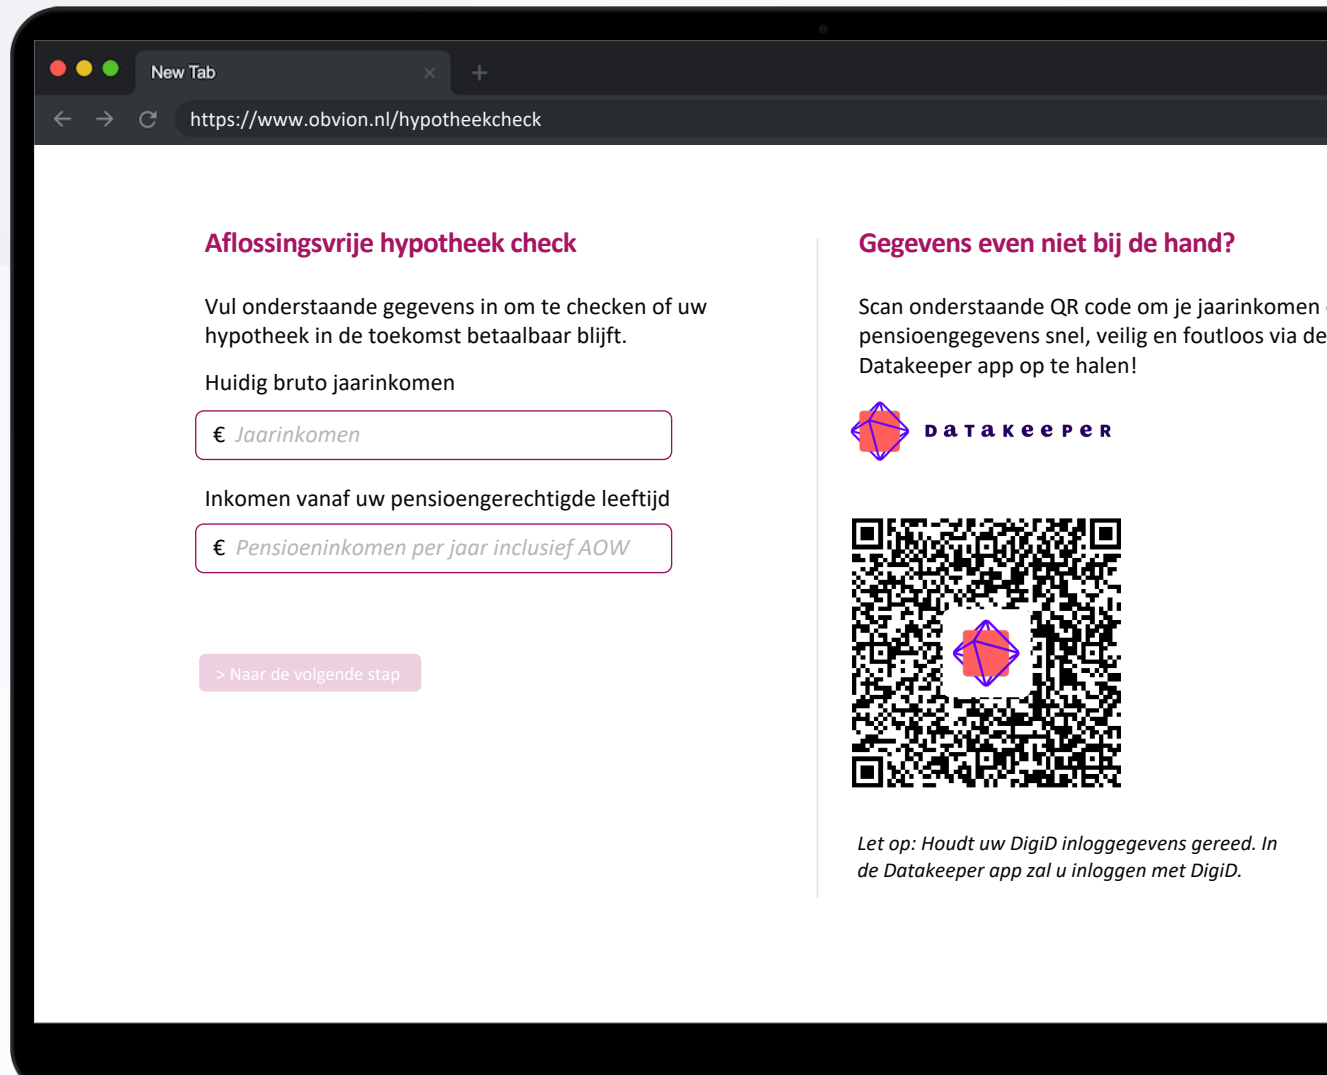 New Tab
https://www.obvion.nl/hypotheekcheck
Aflossingsvrije hypotheek check
Vul onderstaande gegevens in om te checken of uw
hypotheek in de toekomst betaalbaar blijft.
Huidig bruto jaarinkomen
€ Jaarinkomen
Inkomen vanaf uw pensioengerechtigde leeftijd
€ Pensioeninkomen per jaar inclusief AOW
> Naar de volgende stap
Gegevens even niet bij de hand?
Scan onderstaande QR code om je jaarinkomen
pensioengegevens snel, veilig en foutloos via de
Datakeeper app op te halen!
DaTaKeePeR
Let op: Houdt uw DigiD inloggegevens gereed. In
de Datakeeper app zal u inloggen met DigiD.